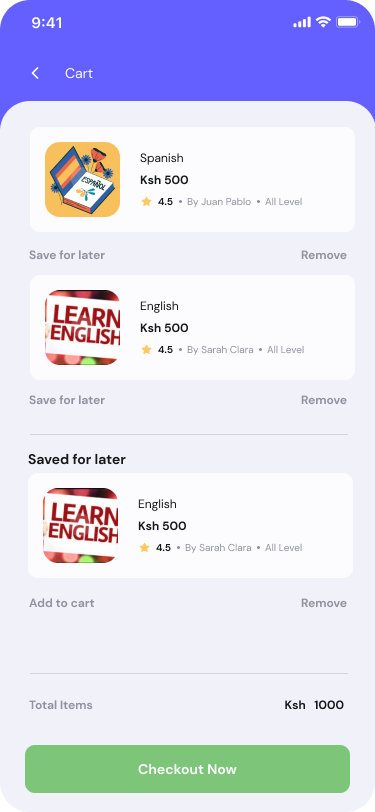 9:41
Cart
ESPAÑOL
Spanish
Ksh 500
4.5 • By Juan Pablo • All Level
Save for later
Remove
LEARN
ENGLISH
English
Ksh 500
4.5 • By Sarah Clara • All Level
Save for later
Remove
Saved for later
LEARN
ENGLISH
English
Ksh 500
4.5 • By Sarah Clara • All Level
Add to cart
Remove
Total Items
Ksh 1000
Checkout Now